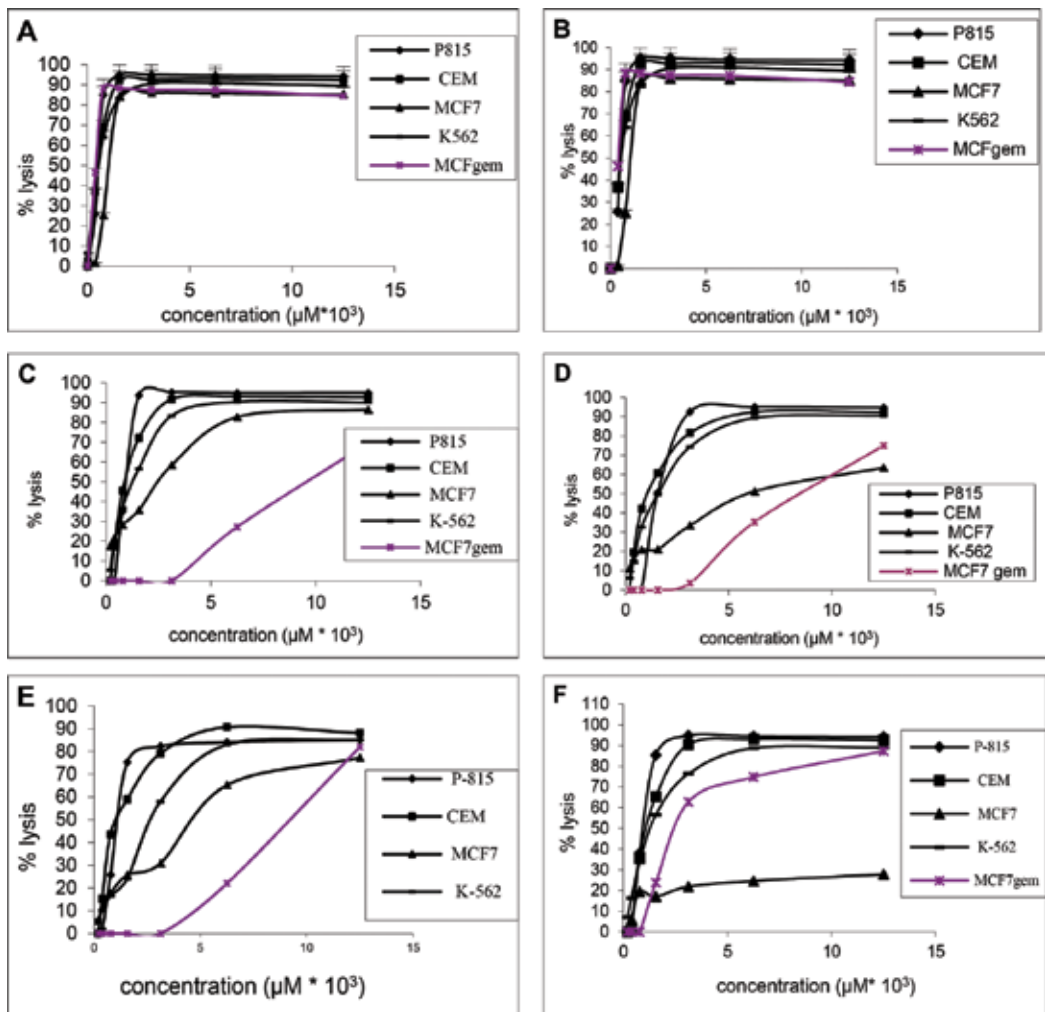 A
100
90
80
70
60
50
40
30
20
10
0
% lysis
0 5 10 15
concentration (µM*10³)
P815
CEM
MCF7
K562
MCFgem
B
100
90
80
70
60
50
40
30
20
10
0
% lysis
0 5 10 15
concentration (µM * 10³)
P815
CEM
MCF7
K562
MCFgem
C
100
90
80
70
60
50
40
30
20
10
0
% lysis
0 5 10 15
concentration (µM * 10³)
P815
CEM
MCF7
K-562
MCF7gem
D
100
90
80
70
60
50
40
30
20
10
0
% lysis
0 5 10 15
concentration (µM * 10³)
P815
CEM
MCF7
K-562
MCF7 gem
E
100
90
80
70
60
50
40
30
20
10
0
% lysis
0 5 10 15
concentration (µM* 10³)
P-815
CEM
MCF7
K-562
F
110
100
90
80
70
60
50
40
30
20
10
0
% lysis
0 5 10 15
concentration (µM* 10³)
P-815
CEM
MCF7
K-562
MCF7gem